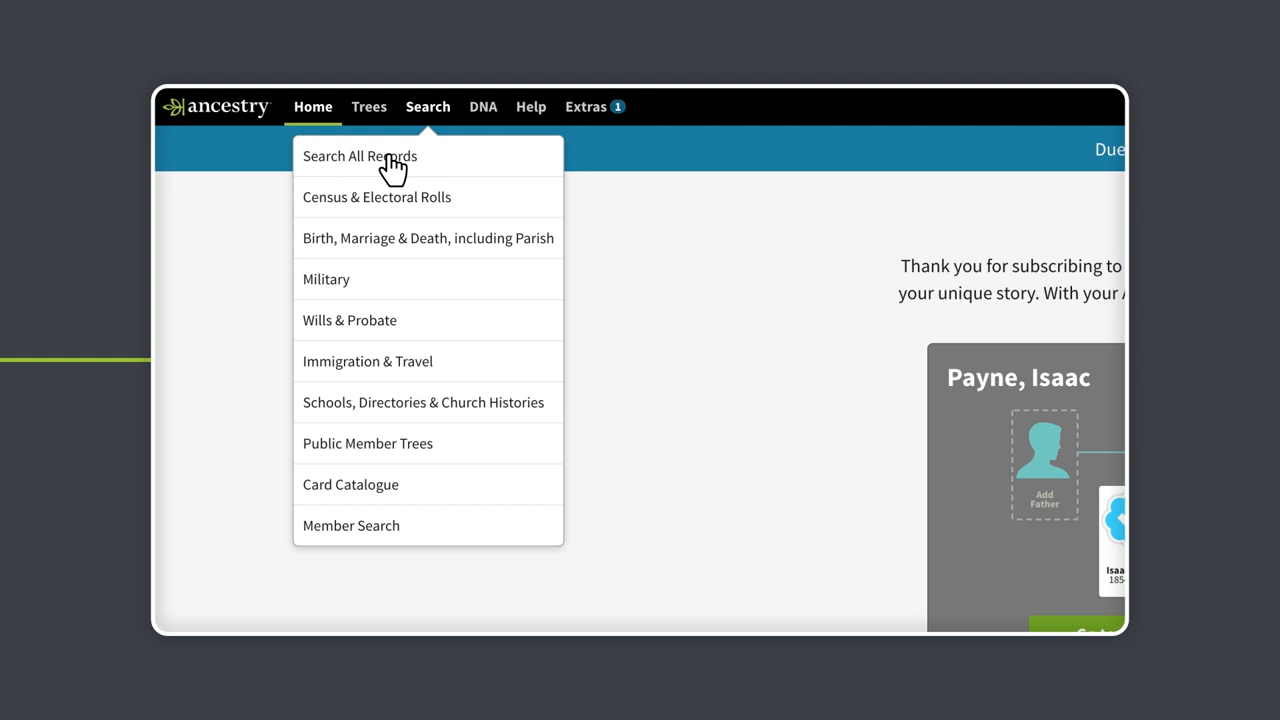 ancestry Home Trees Search DNA Help Extras 1
Due
Search All Records
Census & Electoral Rolls
Birth, Marriage & Death, including Parish
Military
Wills & Probate
Immigration & Travel
Schools, Directories & Church Histories
Public Member Trees
Card Catalogue
Member Search
Thank you for subscribing to
your unique story. With your
Payne, Isaac
Add
Father
Isaa
185